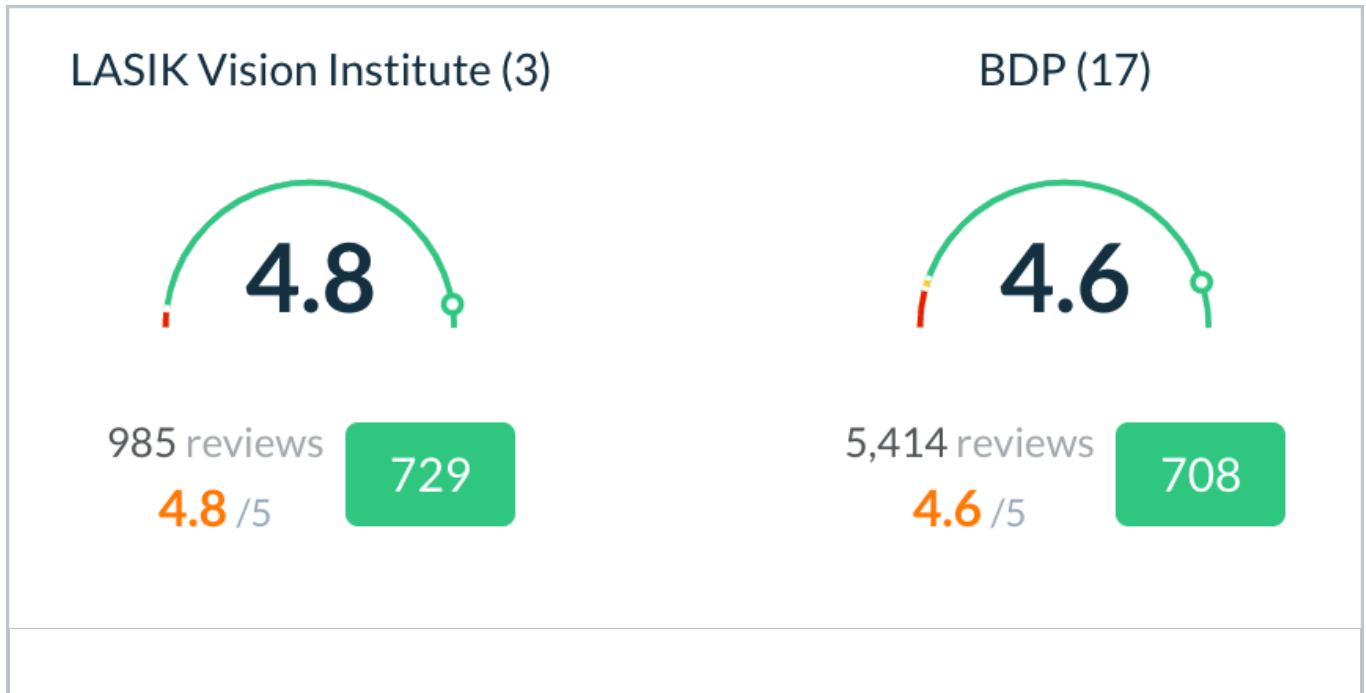 LASIK Vision Institute (3)
4.8
985 reviews
4.8 /5
729
BDP (17)
4.6
5,414 reviews
4.6 /5
708